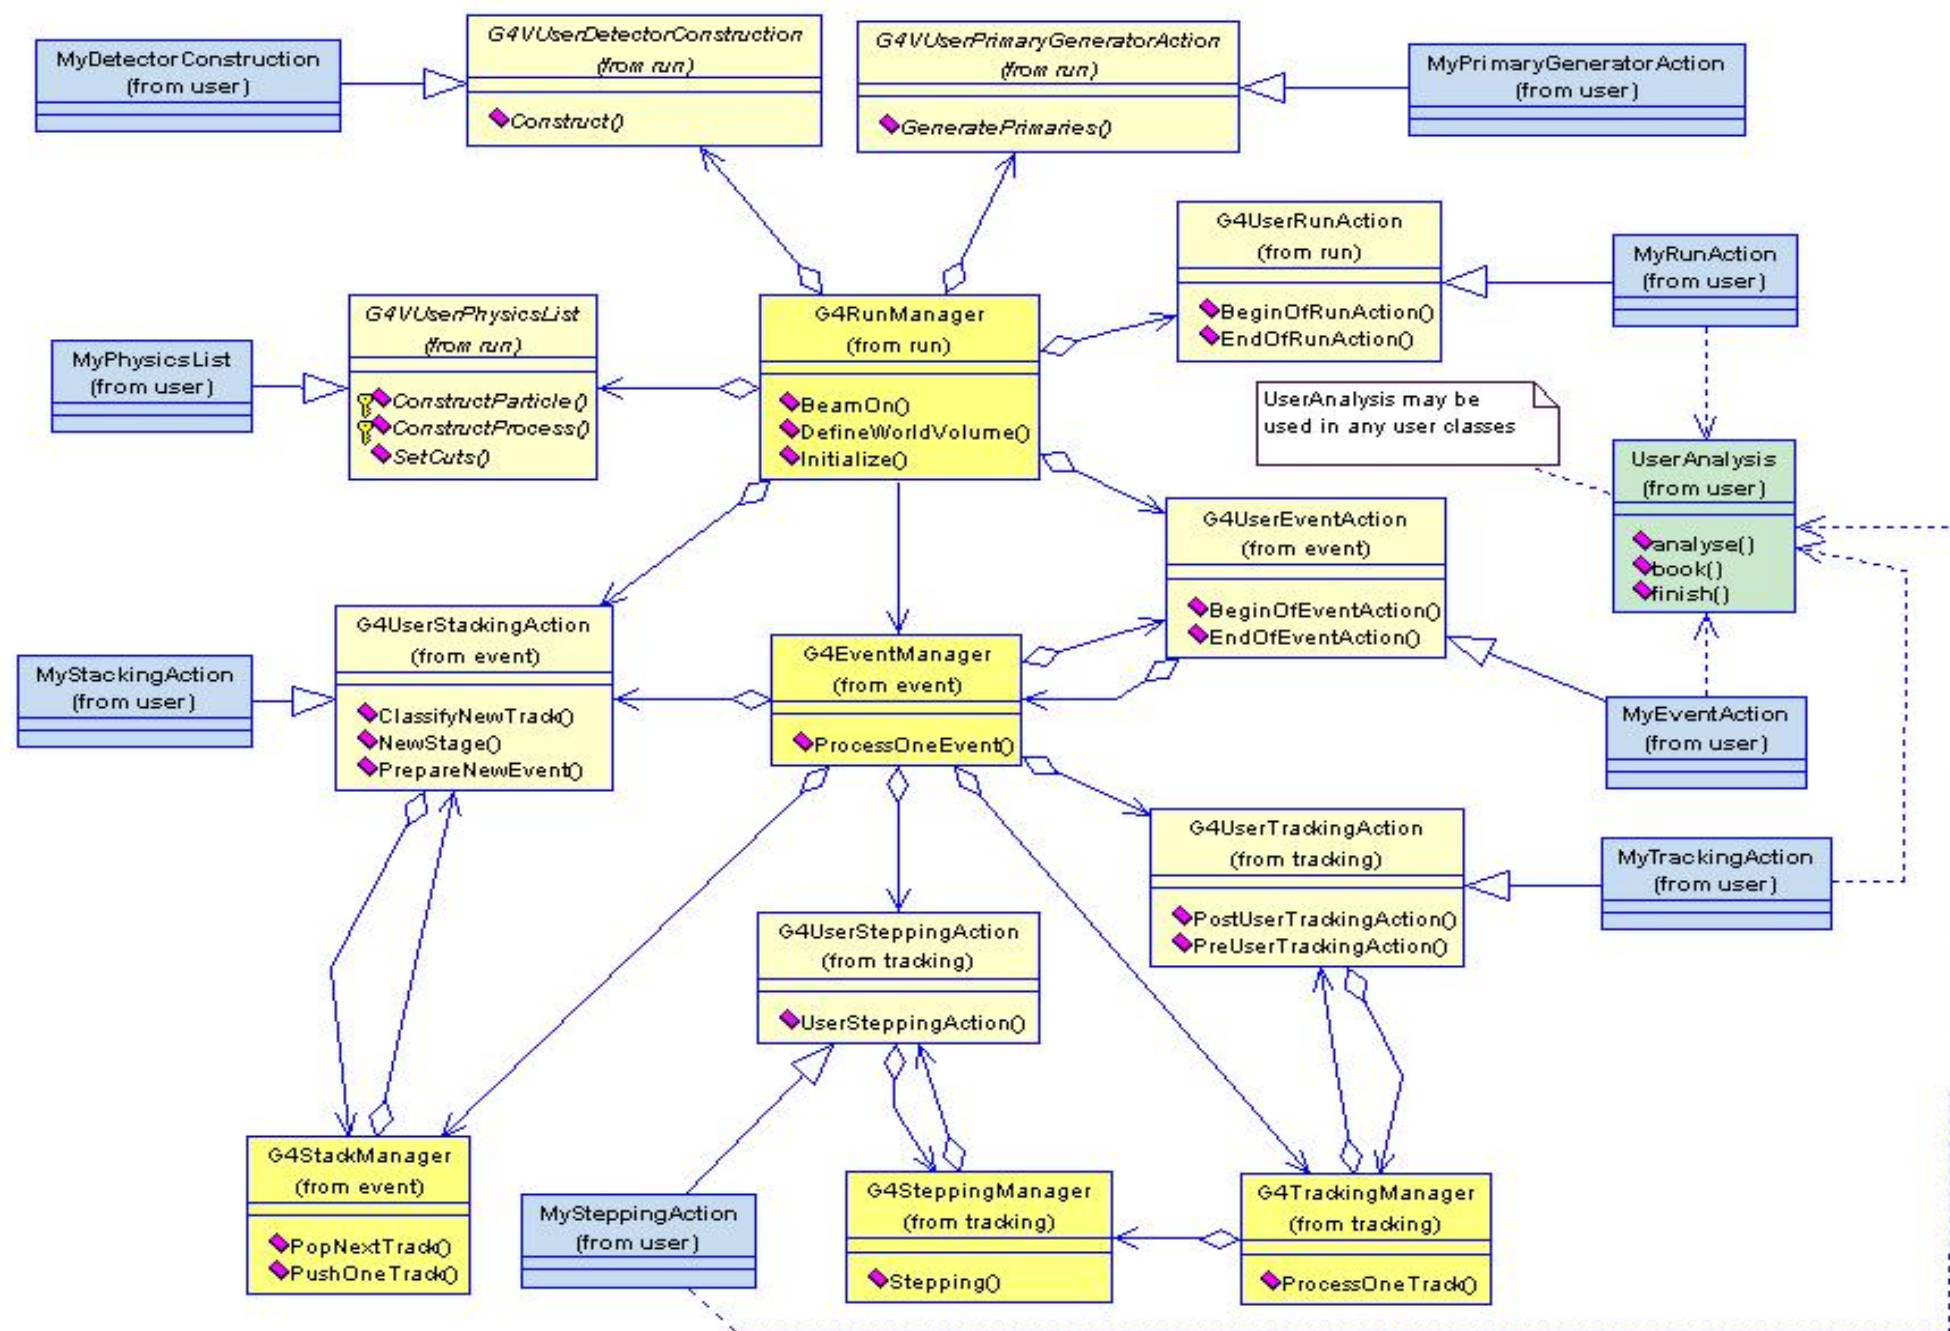 MyDetectorConstruction
(from user)
G4VUserDetectorConstruction
(from run)
Construct()
G4VUserPrimaryGeneratorAction
(from run)
GeneratePrimaries()
MyPrimaryGeneratorAction
(from user)
G4UserRunAction
(from run)
BeginOfRunAction()
EndOfRunAction()
MyRunAction
(from user)
MyPhysicsList
(from user)
G4VUserPhysicsList
(from run)
ConstructParticle()
ConstructProcess()
SetCuts()
G4RunManager
(from run)
BeamOn()
DefineWorldVolume()
Initialize()
UserAnalysis may be
used in any user classes
UserAnalysis
(from user)
analyse()
book()
finish()
G4UserEventAction
(from event)
BeginOfEventAction()
EndOfEventAction()
MyStackingAction
(from user)
G4UserStackingAction
(from event)
ClassifyNewTrack()
NewStage()
PrepareNewEvent()
G4EventManager
(from event)
ProcessOneEvent()
MyEventAction
(from user)
G4UserTrackingAction
(from tracking)
PostUserTrackingAction()
PreUserTrackingAction()
MyTrackingAction
(from user)
G4UserSteppingAction
(from tracking)
UserSteppingAction()
G4StackManager
(from event)
PopNextTrack()
PushOneTrack()
MySteppingAction
(from user)
G4SteppingManager
(from tracking)
Stepping()
G4TrackingManager
(from tracking)
ProcessOneTrack()